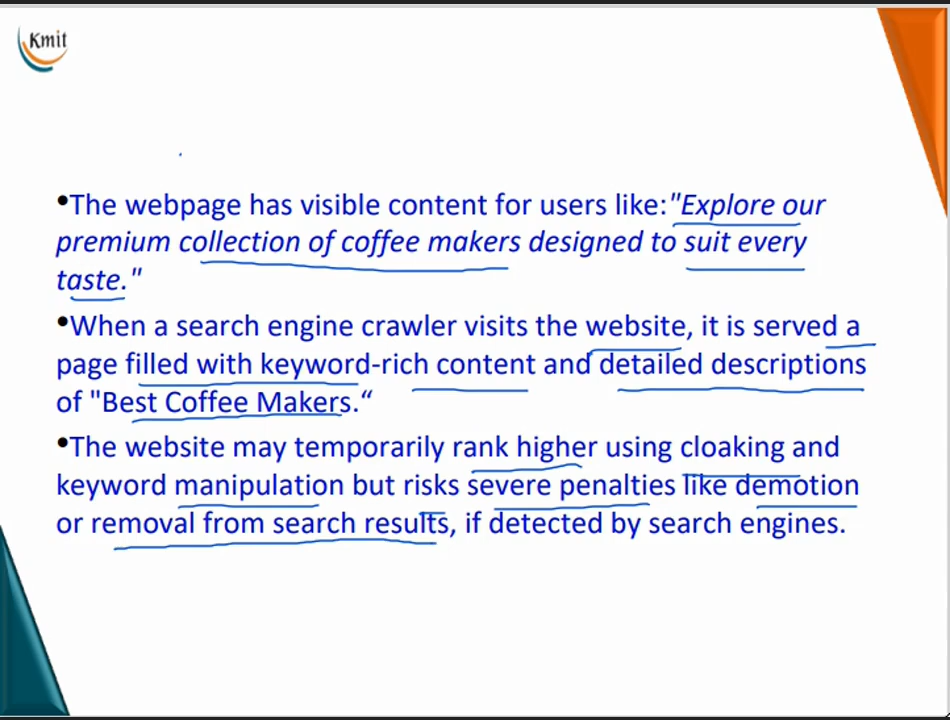 Kmit
•The webpage has visible content for users like:"Explore our
premium collection of coffee makers designed to suit every
taste."
•When a search engine crawler visits the website, it is served a
page filled with keyword-rich content and detailed descriptions
of "Best Coffee Makers.“
•The website may temporarily rank higher using cloaking and
keyword manipulation but risks severe penalties like demotion
or removal from search results, if detected by search engines.